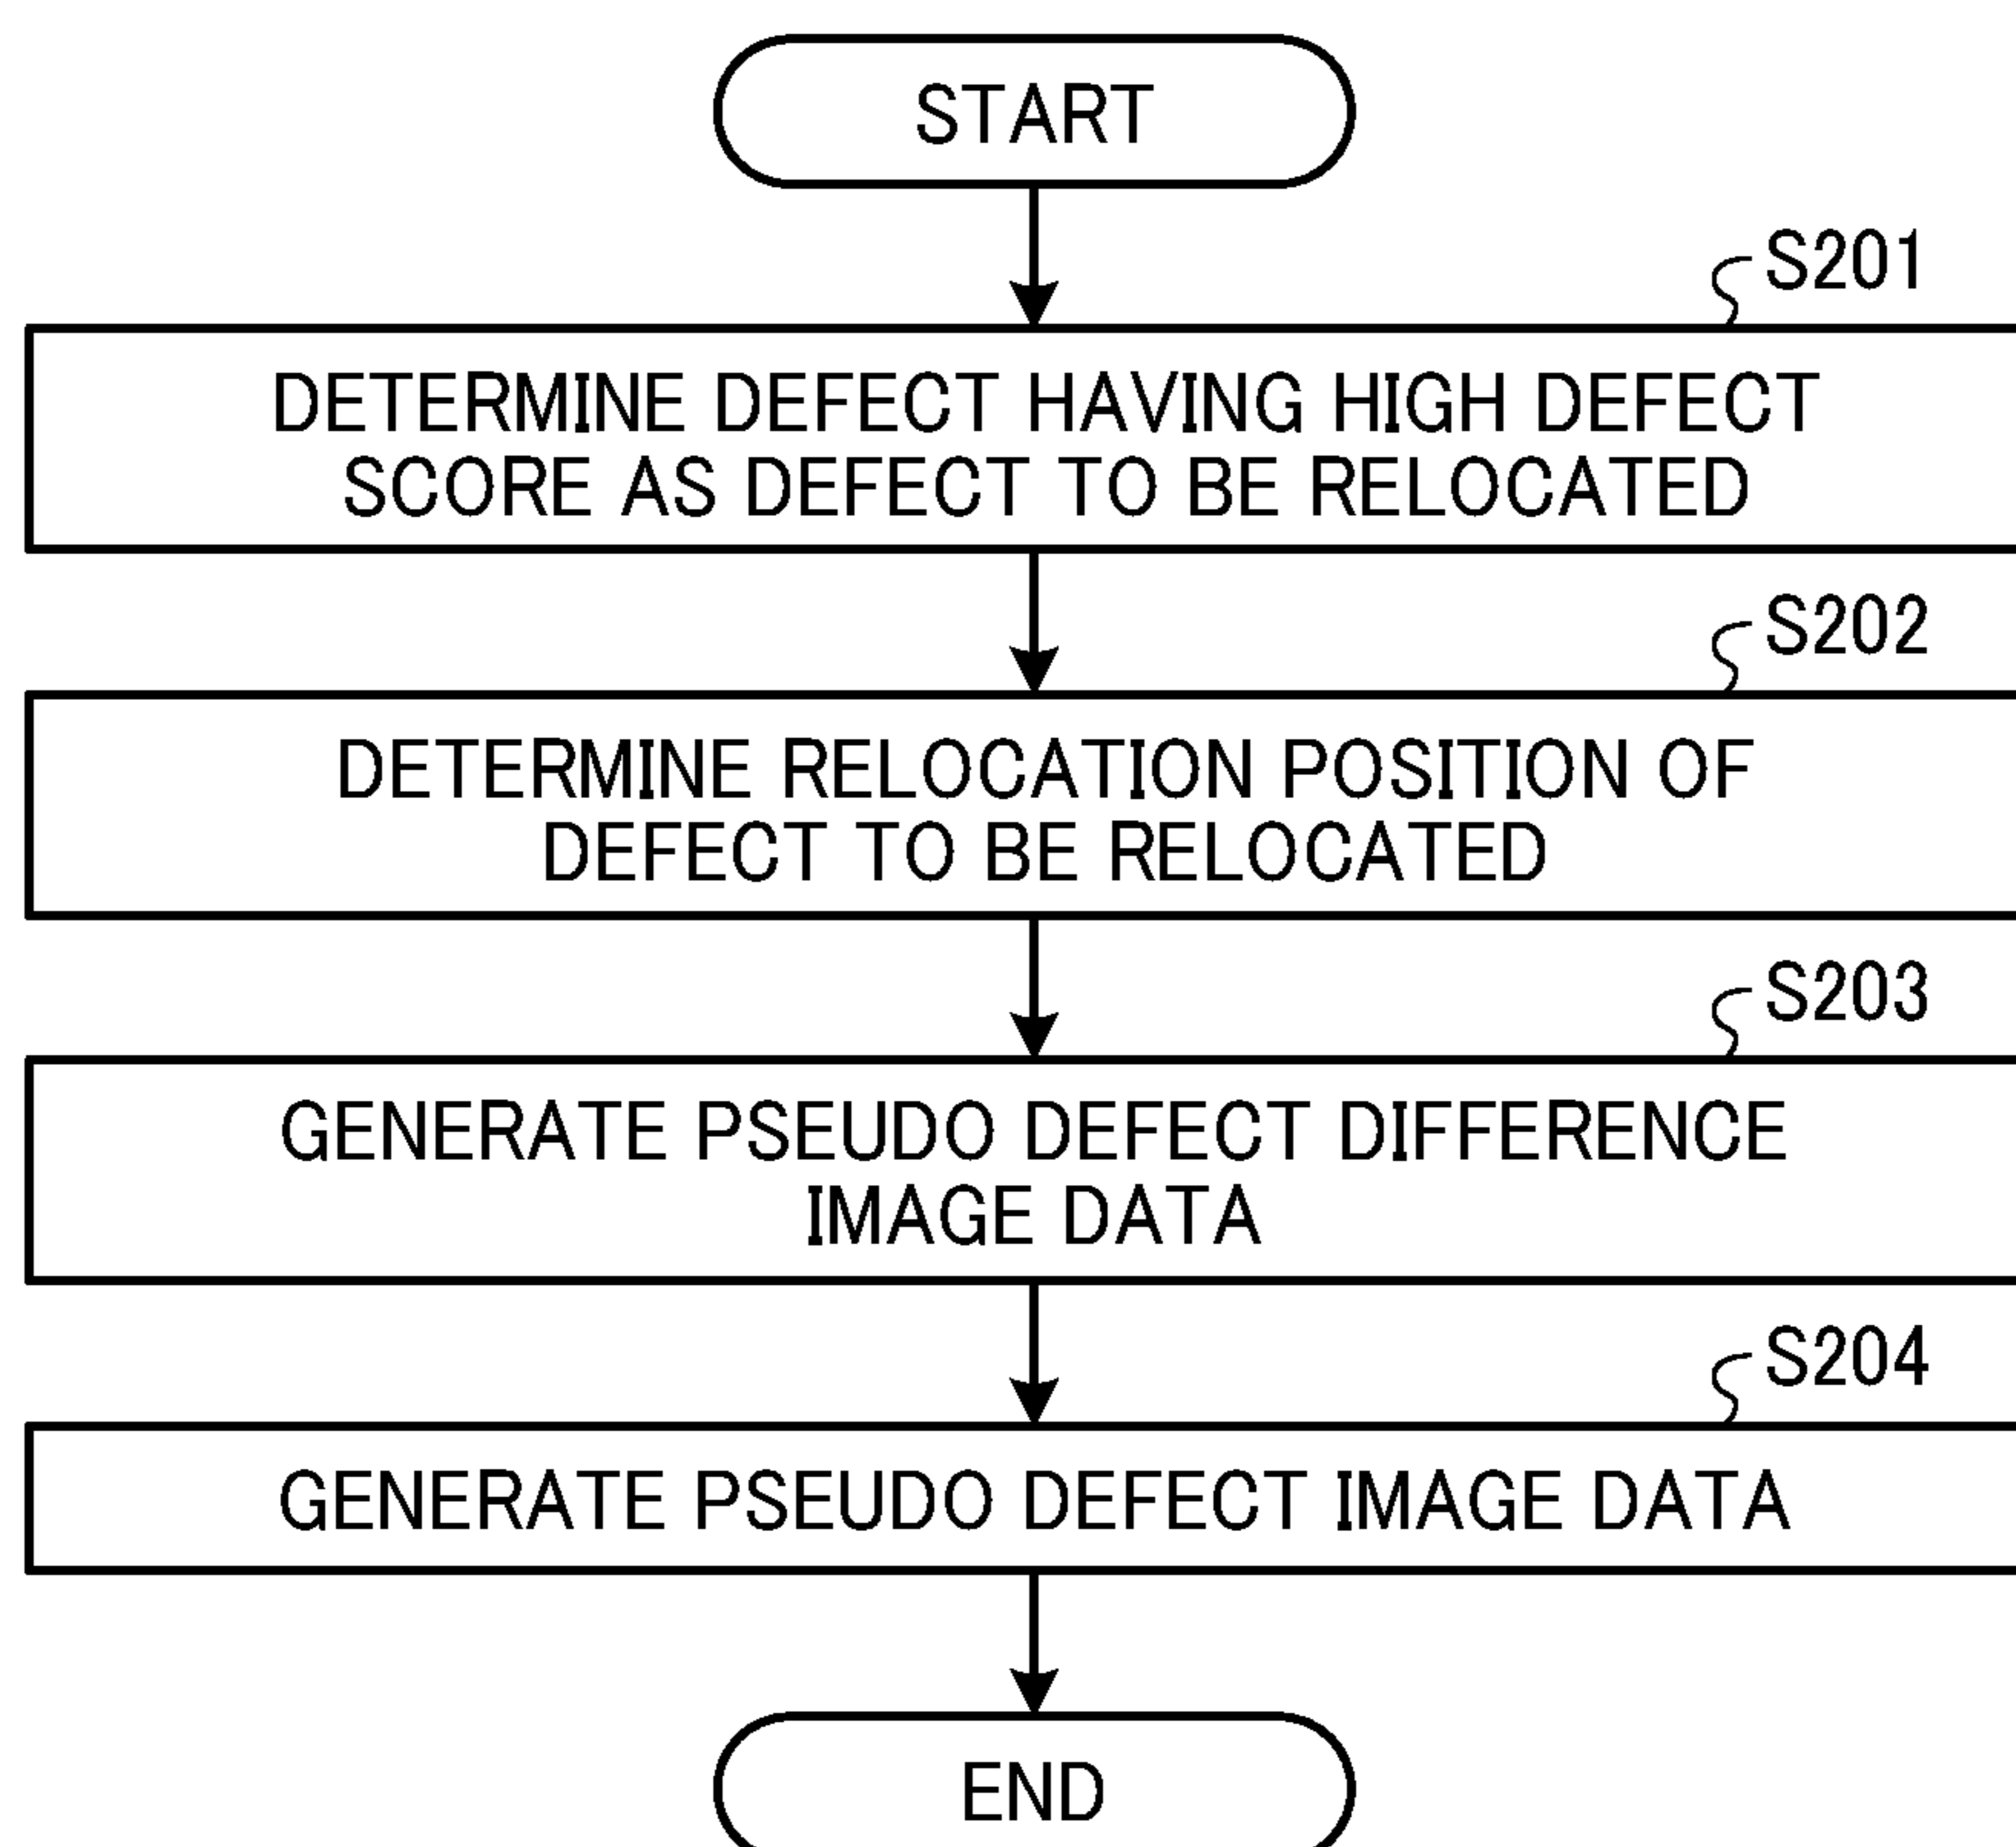 START
S201
DETERMINE DEFECT HAVING HIGH DEFECT
SCORE AS DEFECT TO BE RELOCATED
S202
DETERMINE RELOCATION POSITION OF
DEFECT TO BE RELOCATED
S203
GENERATE PSEUDO DEFECT DIFFERENCE
IMAGE DATA
S204
GENERATE PSEUDO DEFECT IMAGE DATA
END